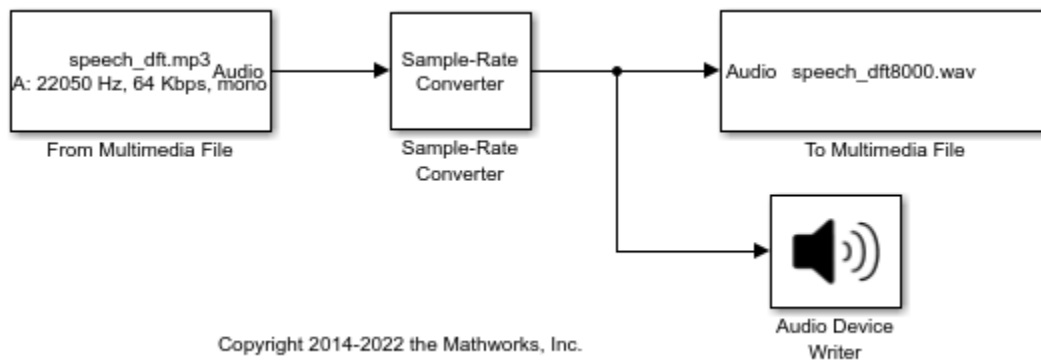 speech_dft.mp3
Audio
A: 22050 Hz, 64 Kbps, mono
From Multimedia File
Sample-Rate
Converter
Sample-Rate
Converter
Audio
speech_dft8000.wav
To Multimedia File
Audio Device
Writer
Copyright 2014-2022 the Mathworks, Inc.